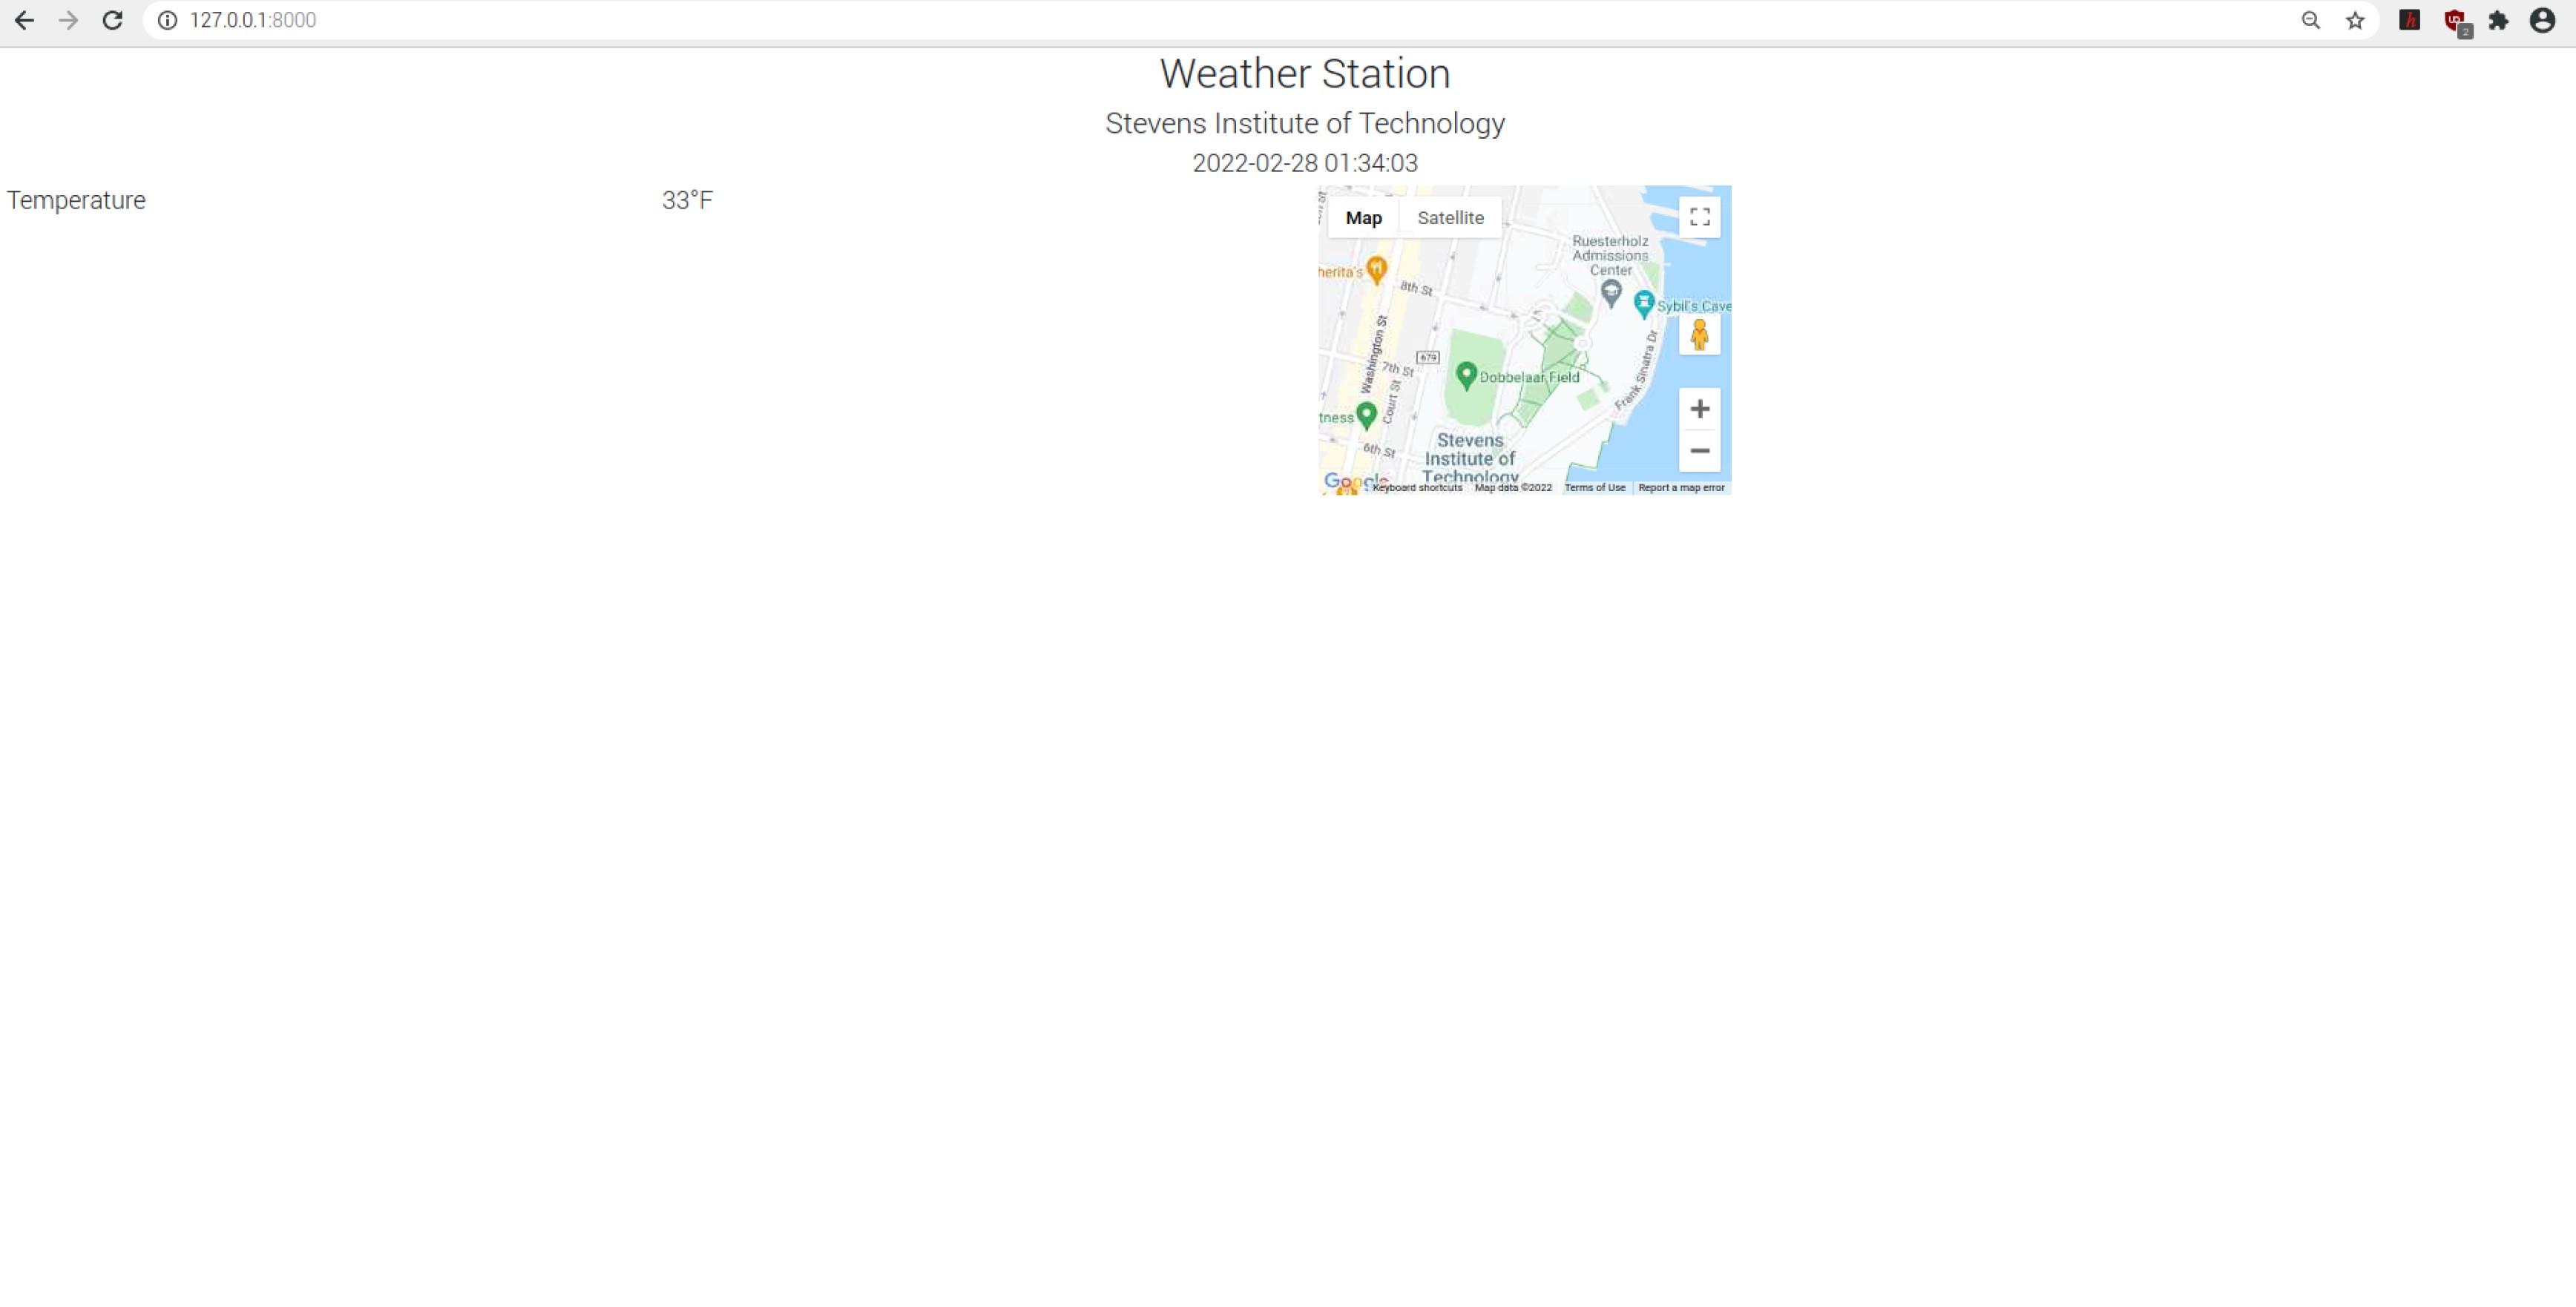 127.0.0.1:8000
2
Weather Station
Stevens Institute of Technology
2022-02-28 01:34:03
Temperature 33°F
Map Satellite
Ruesterholz
Admissions
Center
herita's
8th St
Sybil's Cave
Washington St
679
7th St
Dobbelaar Field
Frank Sinatra Dr
Court St
tness
6th St
Stevens
Institute of
Technology
Google
Keyboard shortcuts Map data ©2022 Terms of Use Report a map error